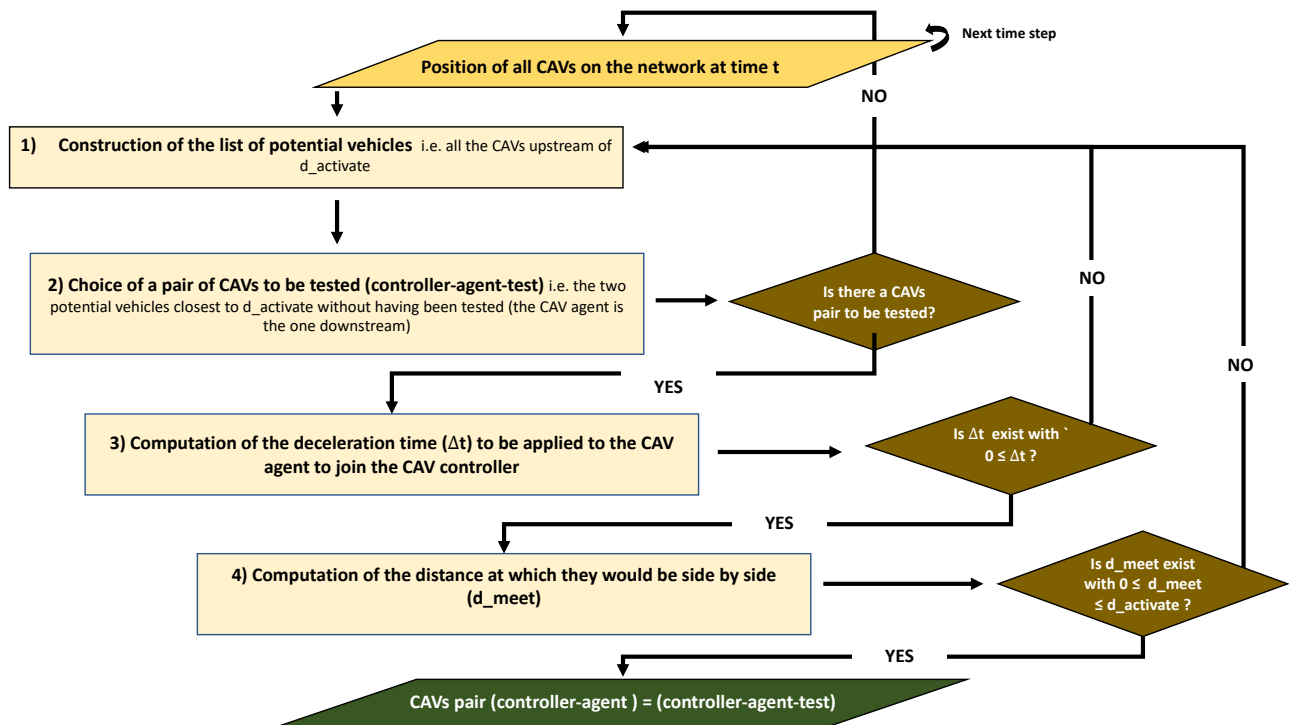 Next time step
Position of all CAVs on the network at time t
NO
1) Construction of the list of potential vehicles i.e. all the CAVs upstream of
d_activate
2) Choice of a pair of CAVs to be tested (controller-agent-test) i.e. the two
potential vehicles closest to d_activate without having been tested (the CAV agent is
the one downstream)
Is there a CAVs
pair to be tested?
NO
NO
YES
3) Computation of the deceleration time (Δt) to be applied to the CAV
agent to join the CAV controller
Is Δt exist with `
0 ≤ Δt ?
YES
4) Computation of the distance at which they would be side by side
(d_meet)
Is d_meet exist
with 0 ≤ d_meet
≤ d_activate ?
YES
CAVs pair (controller-agent ) = (controller-agent-test)